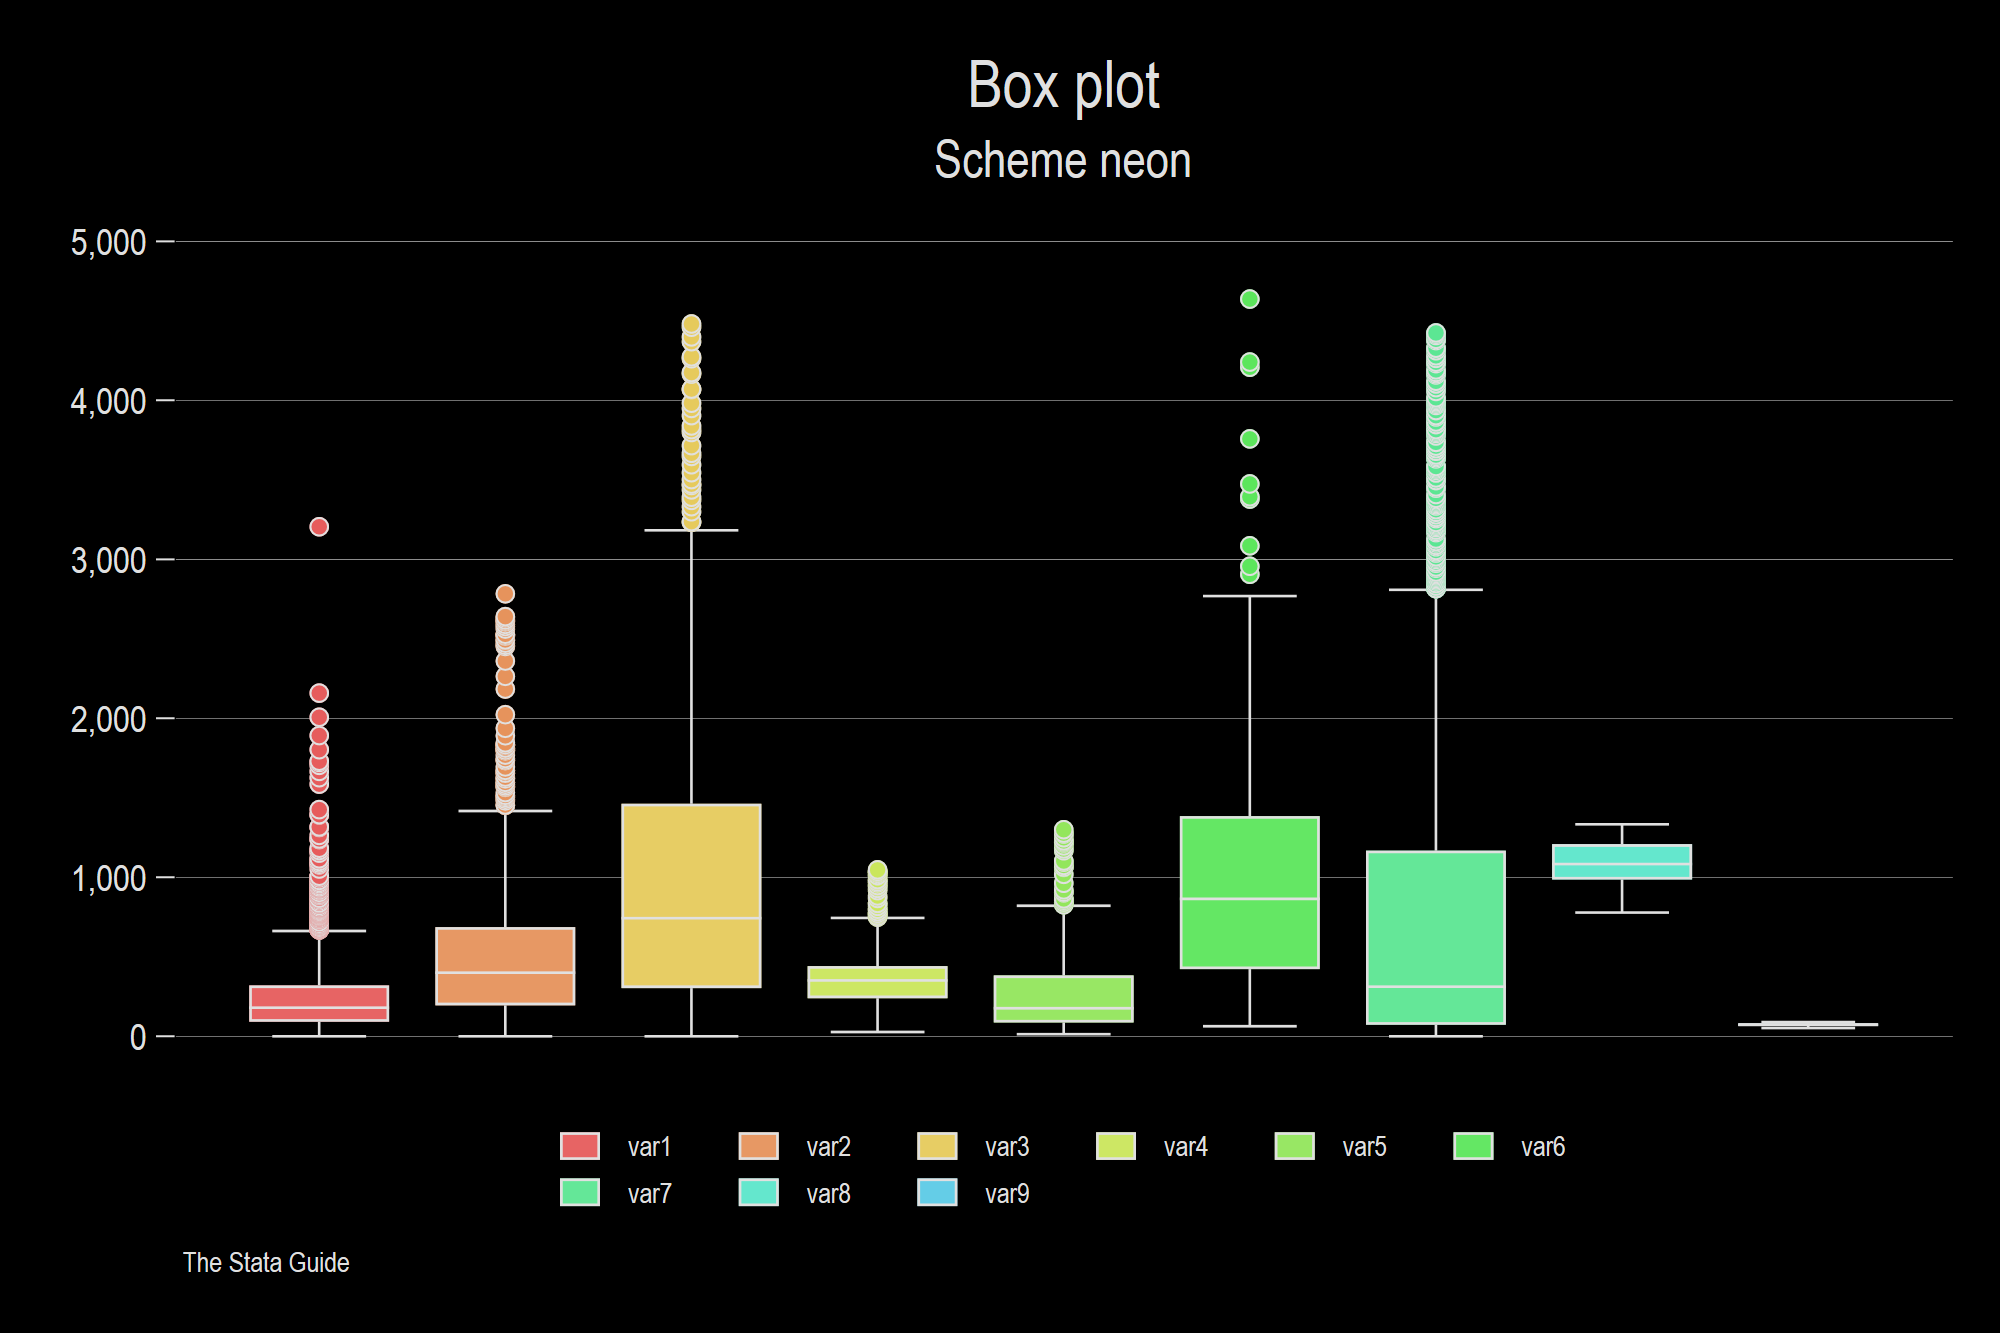 Box plot
Scheme neon
5,000
4,000
3,000
2,000
1,000
0
var1 var2 var3 var4 var5 var6
var7 var8 var9
The Stata Guide